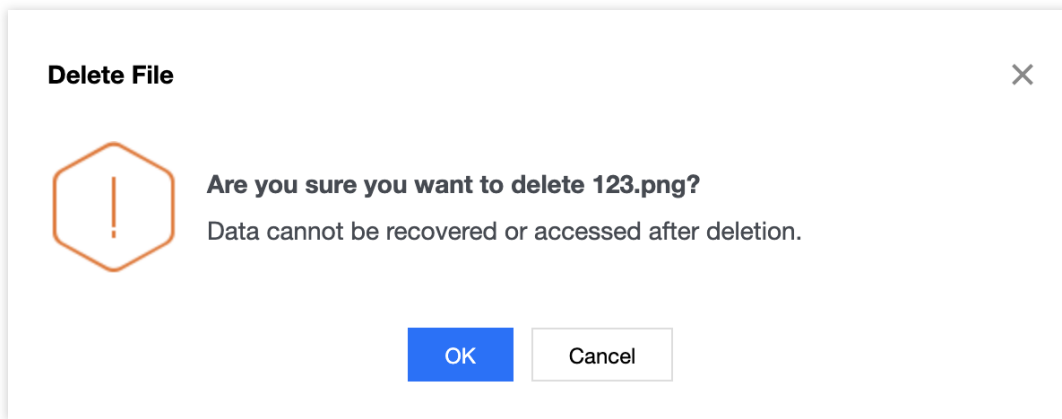 Delete File
Are you sure you want to delete 123.png?
Data cannot be recovered or accessed after deletion.
OK
Cancel